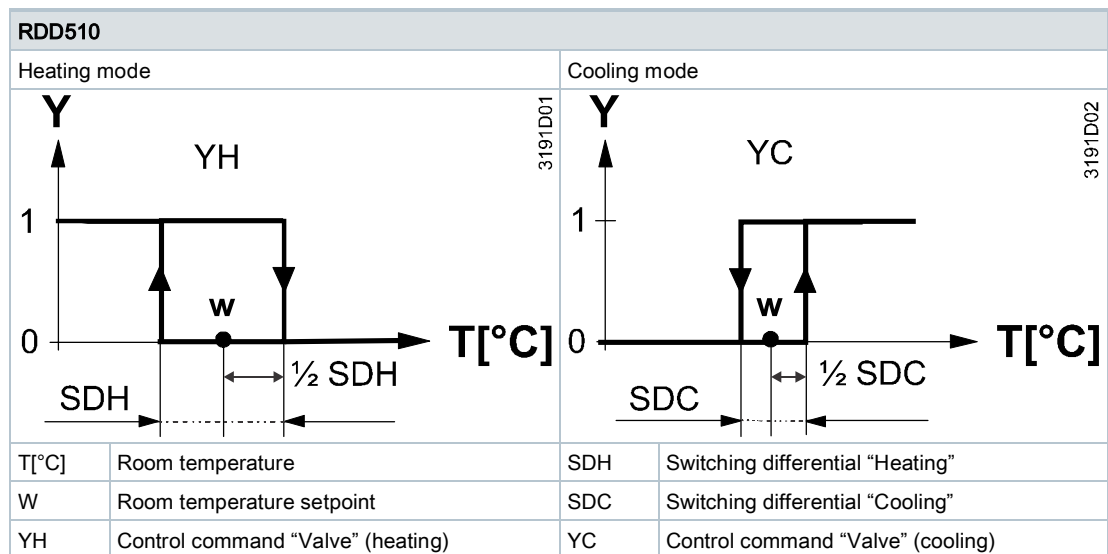 RDD510
Heating mode
Cooling mode
Y
YH
3191D01
1
W
0
T[°C]
½ SDH
SDH
Y
YC
3191D02
1
W
0
T[°C]
½ SDC
SDC
T[°C] Room temperature SDH Switching differential “Heating”
W Room temperature setpoint SDC Switching differential “Cooling”
YH Control command “Valve” (heating) YC Control command “Valve” (cooling)